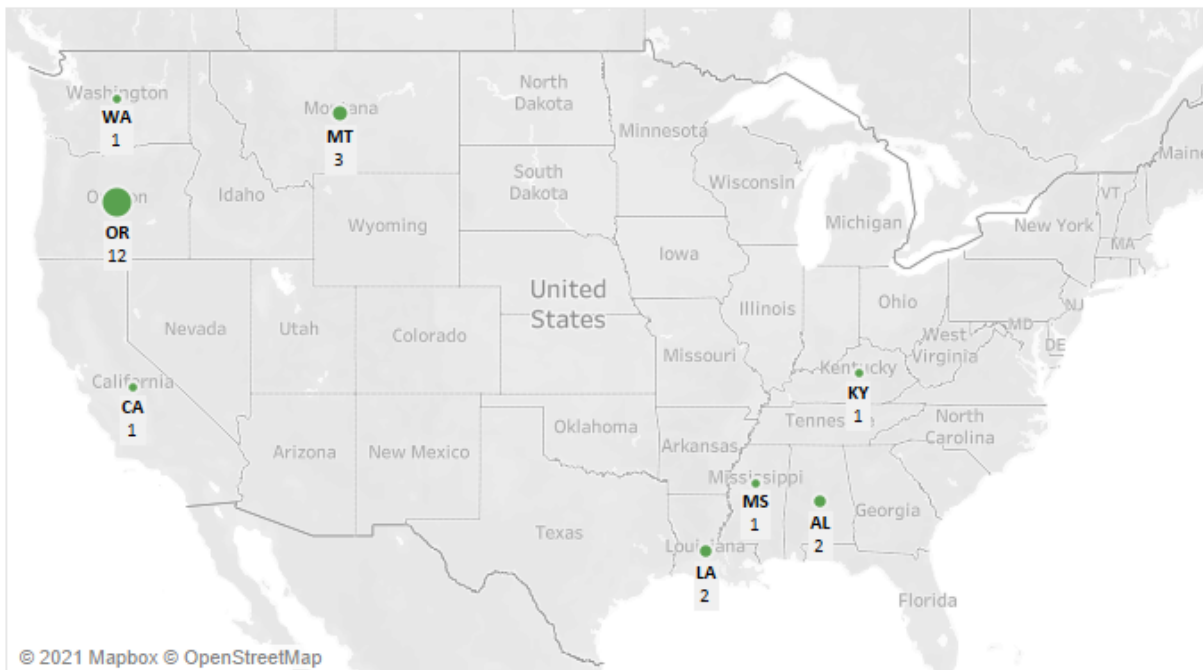 Washington
WA
1
Montana
MT
3
North
Dakota
Minnesota
Maine
Oregon
OR
12
Idaho
South
Dakota
Wisconsin
Michigan
VT
New York
MA
Wyoming
Iowa
United
States
Nevada
Utah
Colorado
Illinois
Ohio
NJ
MD
DE
West
Virginia
Missouri
California
CA
1
Kentucky
KY
1
Arizona
New Mexico
Oklahoma
Arkansas
Tennessee
North
Carolina
Mississippi
MS
1
AL
2
Georgia
Texas
Louisiana
LA
2
Florida
© 2021 Mapbox © OpenStreetMap